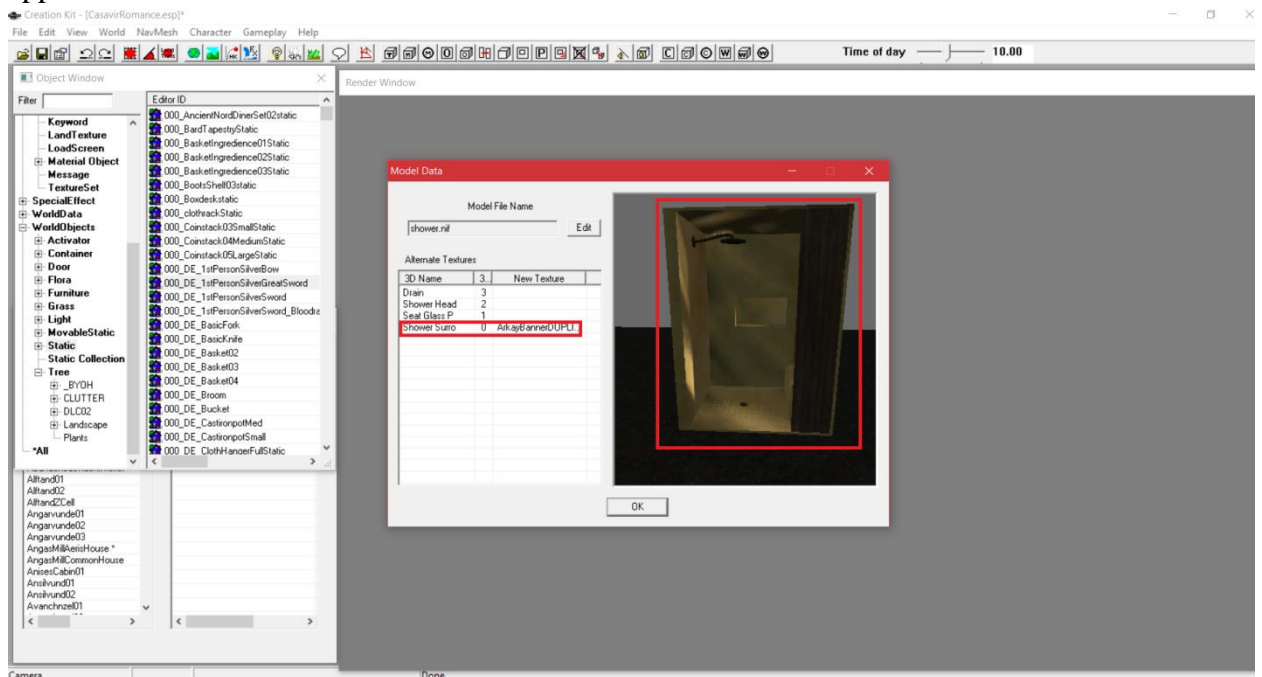 Creation Kit - [CasavirRomance.esp]*
File Edit View World NavMesh Character Gameplay Help
Time of day 10.00
Object Window
Render Window
Filter
Editor ID
Keyword
LandTexture
LoadScreen
Material Object
Message
TextureSet
SpecialEffect
WorldData
WorldObjects
Activator
Container
Door
Flora
Furniture
Grass
Light
MovableStatic
Static
Static Collection
Tree
_BYOH
CLUTTER
DLC02
Landscape
Plants
*All
000_AncientNordDinerSet02static
000_BardTapestryStatic
000_BasketIngredience01Static
000_BasketIngredience02Static
000_BasketIngredience03Static
000_BootsShelf03static
000_Boxdeskstatic
000_clothrackStatic
000_Coinstack03SmallStatic
000_Coinstack04MediumStatic
000_Coinstack05LargeStatic
000_DE_1stPersonSilverBow
000_DE_1stPersonSilverGreatSword
000_DE_1stPersonSilverSword
000_DE_1stPersonSilverSword_Bloodra
000_DE_BasicFork
000_DE_BasicKnife
000_DE_Basket02
000_DE_Basket03
000_DE_Basket04
000_DE_Broom
000_DE_Bucket
000_DE_CastironpotMed
000_DE_CastironpotSmall
000_DE_ClothHangerFullStatic
Alftand01
Alftand02
AlftandZCell
Angarvunde01
Angarvunde02
Angarvunde03
AngasMillAerisHouse *
AngasMillCommonHouse
AnisesCabin01
Ansilvund01
Ansilvund02
Avanchnzel01
Model Data
Model File Name
shower.nif Edit
Alternate Textures
3D Name 3.. New Texture
Drain 3
Shower Head 2
Seat Glass P 1
Shower Surro 0 ArkayBannerDUPLI..
OK
Camera
Done